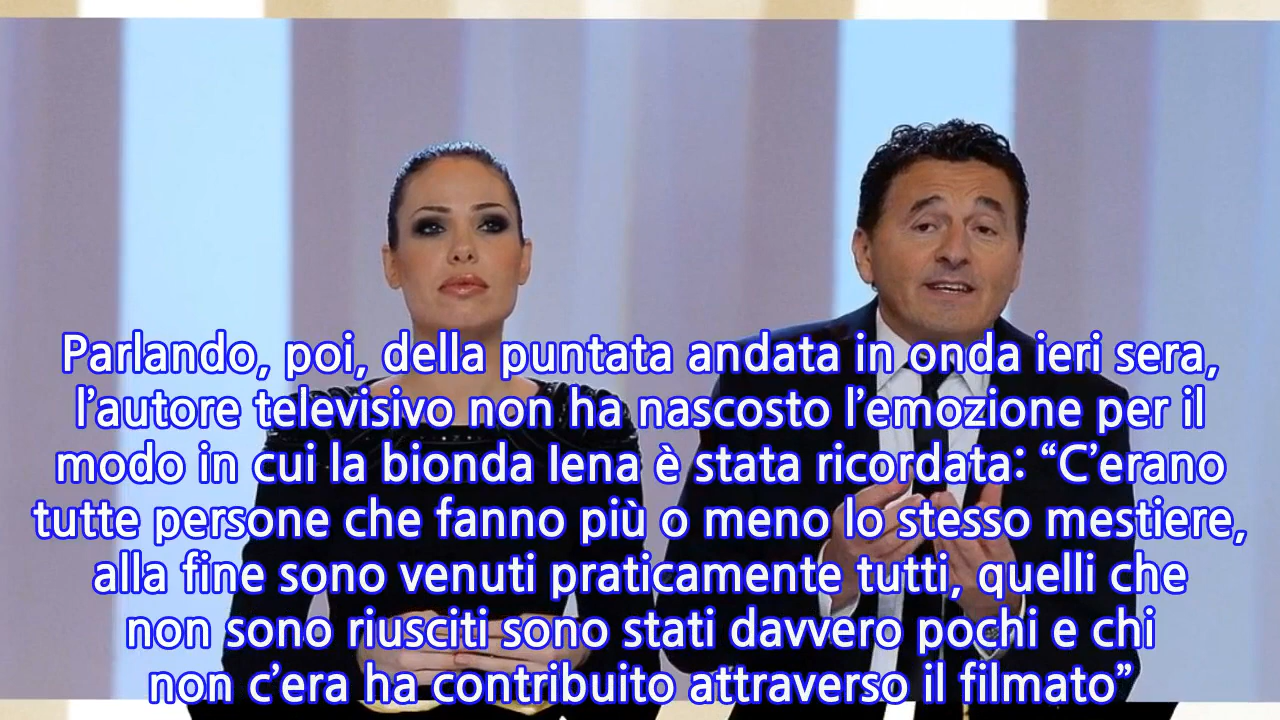 Parlando, poi, della puntata andata in onda ieri sera,
l’autore televisivo non ha nascosto l’emozione per il
modo in cui la bionda Iena è stata ricordata: “C’erano
tutte persone che fanno più o meno lo stesso mestiere,
alla fine sono venuti praticamente tutti, quelli che
non sono riusciti sono stati davvero pochi e chi
non c’era ha contribuito attraverso il filmato”